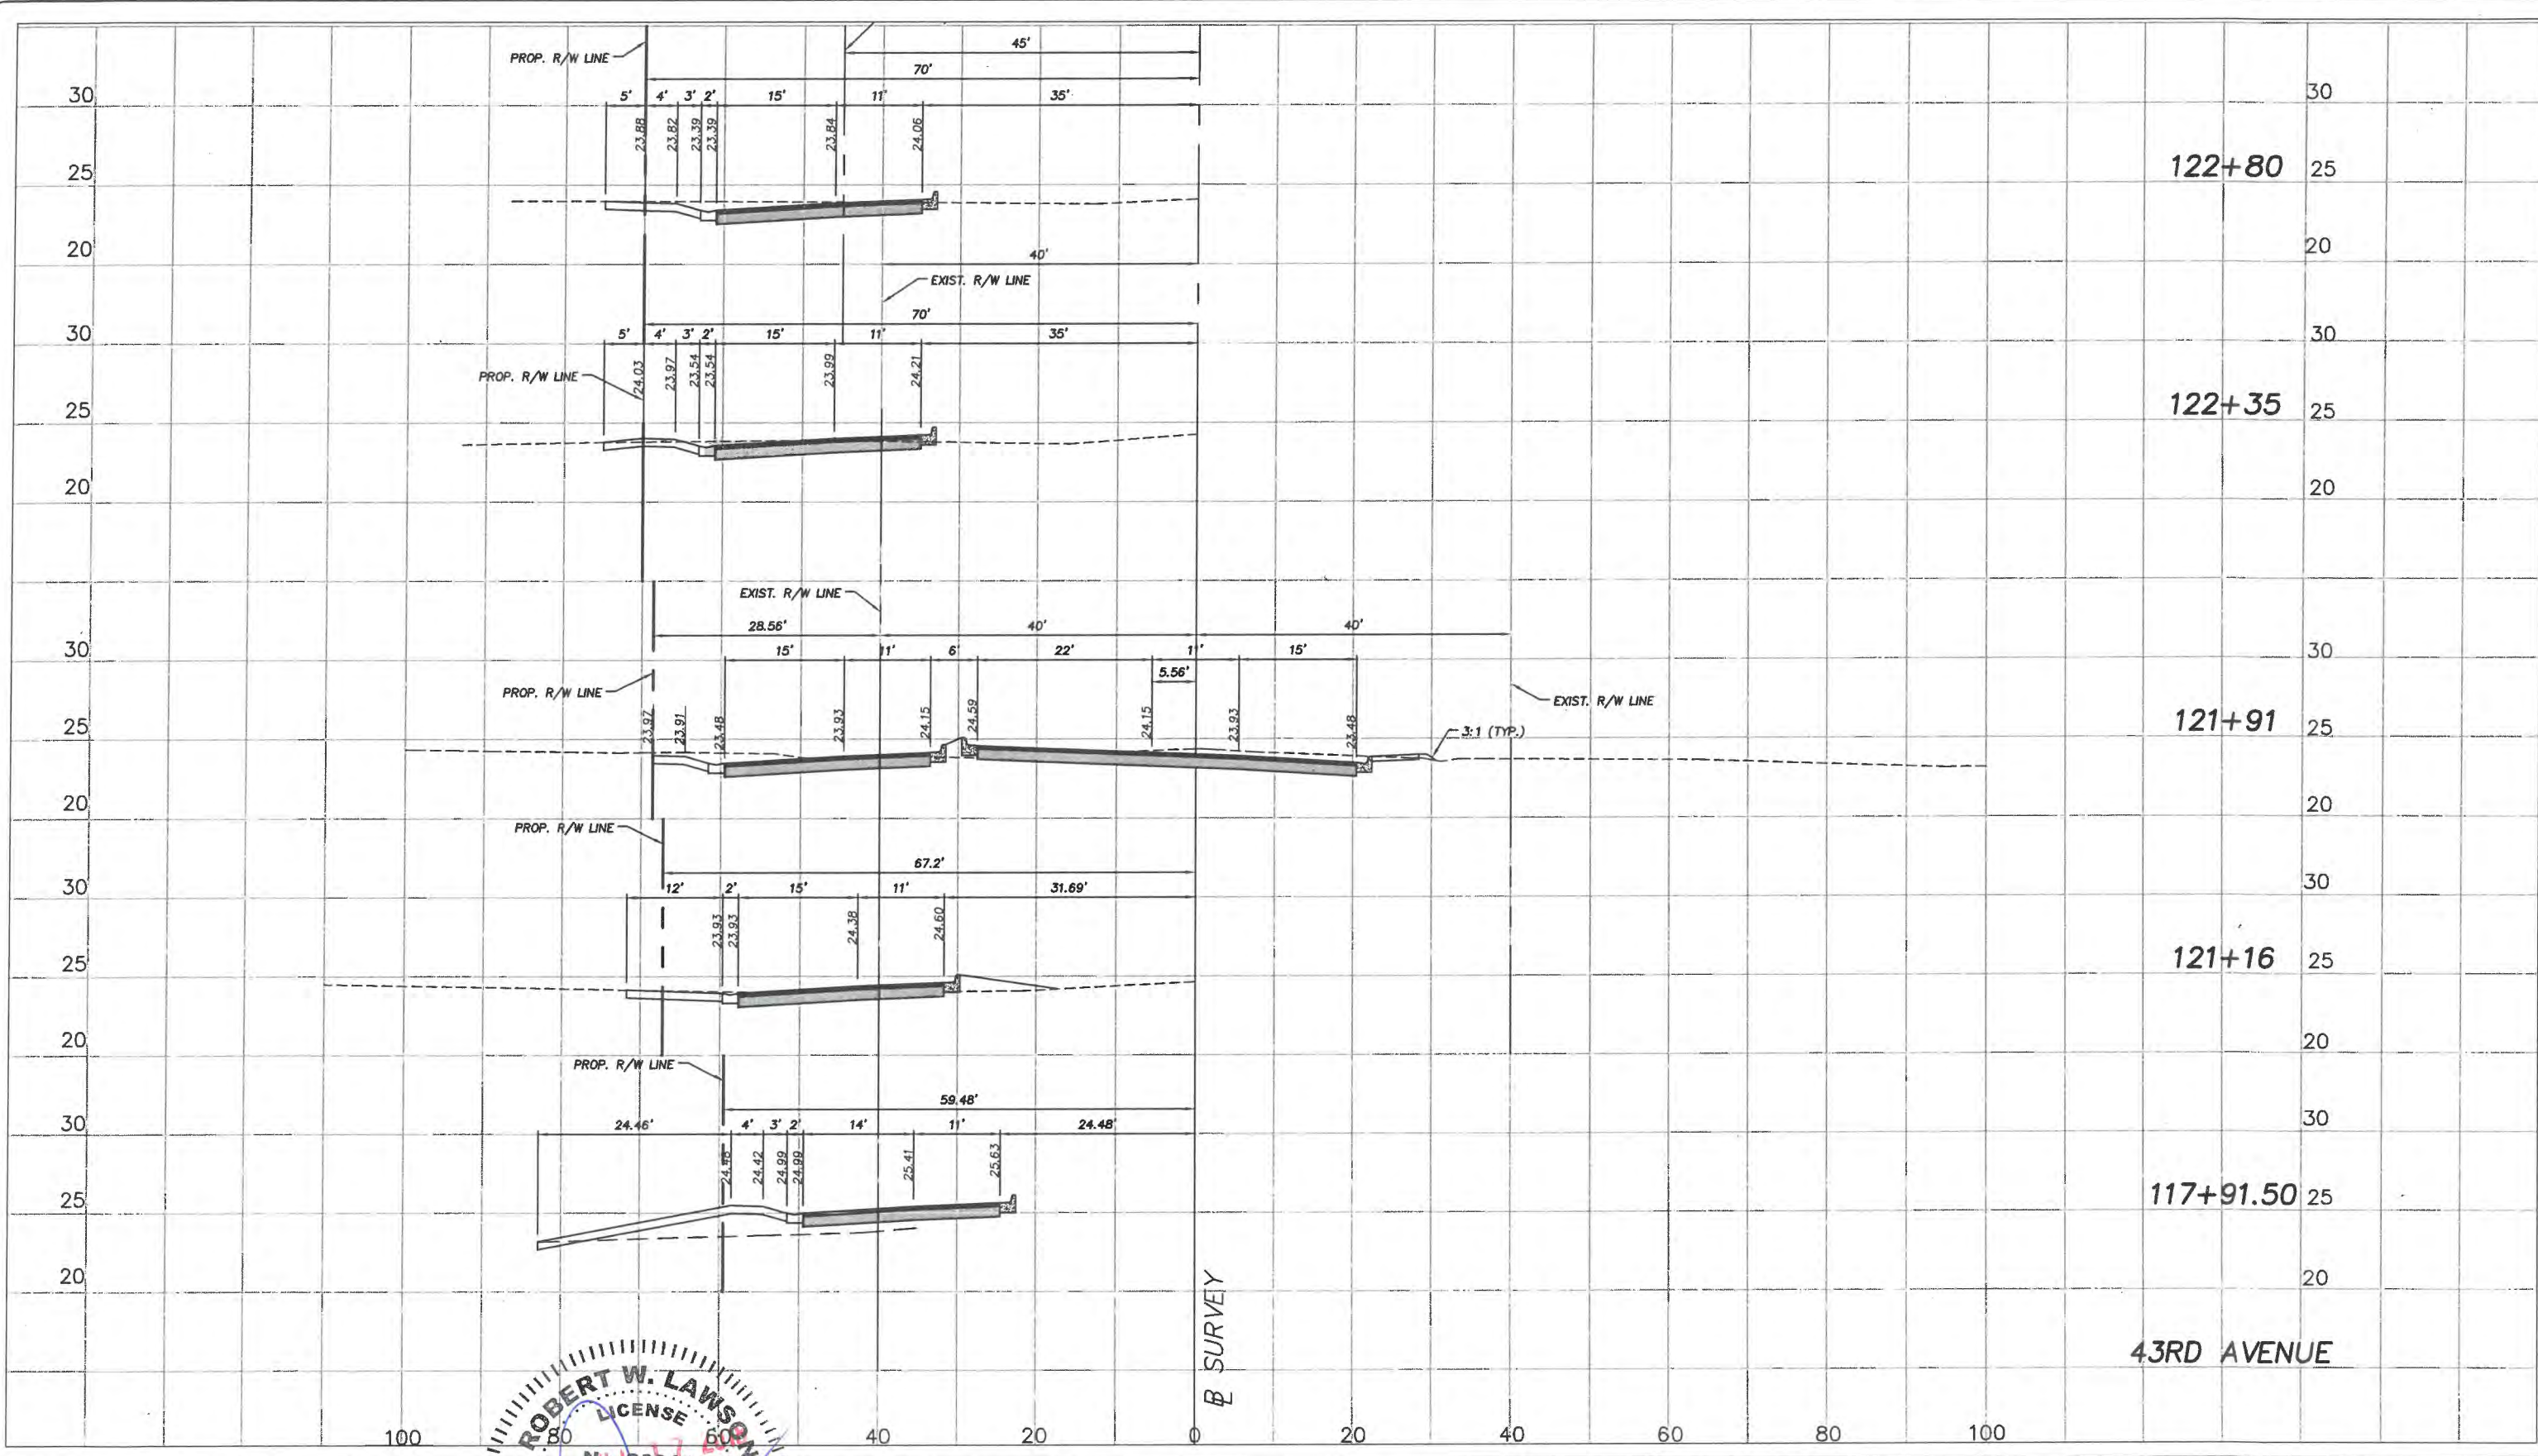 45'
PROP. R/W LINE
70'
30 5' 4' 3' 2' 15' 11' 35' 30
23.88 23.82 23.39 23.39 23.84 24.06
25 122+80 25
20 40' 20
EXIST. R/W LINE
70'
30 5' 4' 3' 2' 15' 11' 35' 30
24.03 23.97 23.54 23.54 23.99 24.21
PROP. R/W LINE
25 122+35 25
20 20
EXIST. R/W LINE
28.56' 40' 40'
30 15' 11' 6' 22' 11' 15' 30
5.56'
PROP. R/W LINE EXIST. R/W LINE
23.97 23.91 23.48 23.93 24.15 24.59 24.15 23.93 23.48
25 3:1 (TYP.) 121+91 25
20 20
PROP. R/W LINE
67.2'
30 12' 2' 15' 11' 31.69' 30
23.93 23.93 24.38 24.60
25 121+16 25
20 20
PROP. R/W LINE
59.48'
30 24.46' 4' 3' 2' 14' 11' 24.48' 30
24.48 24.42 24.99 24.99 25.41 25.63
25 117+91.50 25
20 20
SURVEY
43RD AVENUE
ROBERT W. LAWSON
LICENSE
100 80 60 40 20 0 20 40 60 80 100